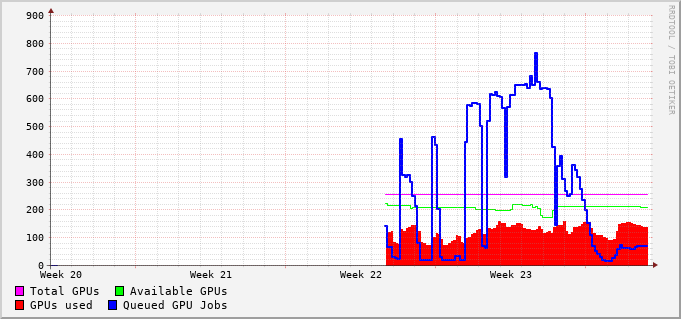 900
800
700
600
500
400
300
200
100
0
Week 20 Week 21 Week 22 Week 23
Total GPUs Available GPUs
GPUs used Queued GPU Jobs
RRDTOOL / TOBI OETIKER